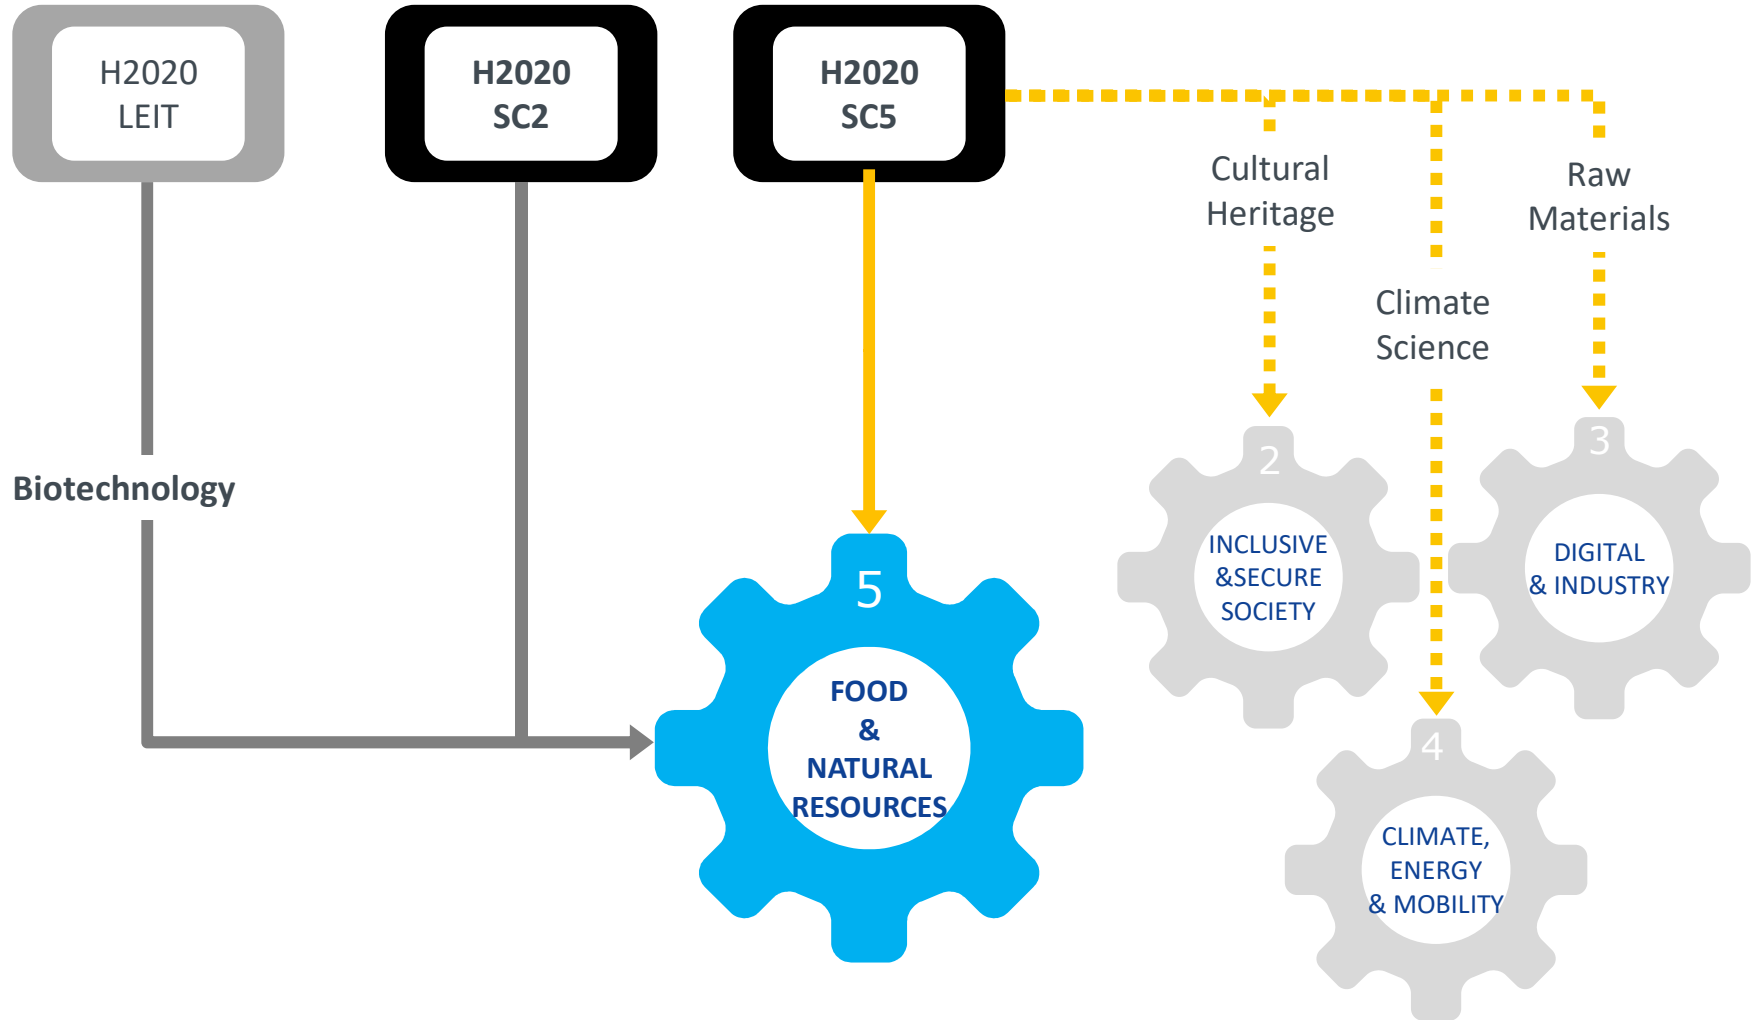 H2020
LEIT
H2020
SC2
H2020
SC5
Cultural
Heritage
Raw
Materials
Climate
Science
Biotechnology
2
INCLUSIVE
&SECURE
SOCIETY
3
DIGITAL
& INDUSTRY
5
FOOD
&
NATURAL
RESOURCES
4
CLIMATE,
ENERGY
& MOBILITY